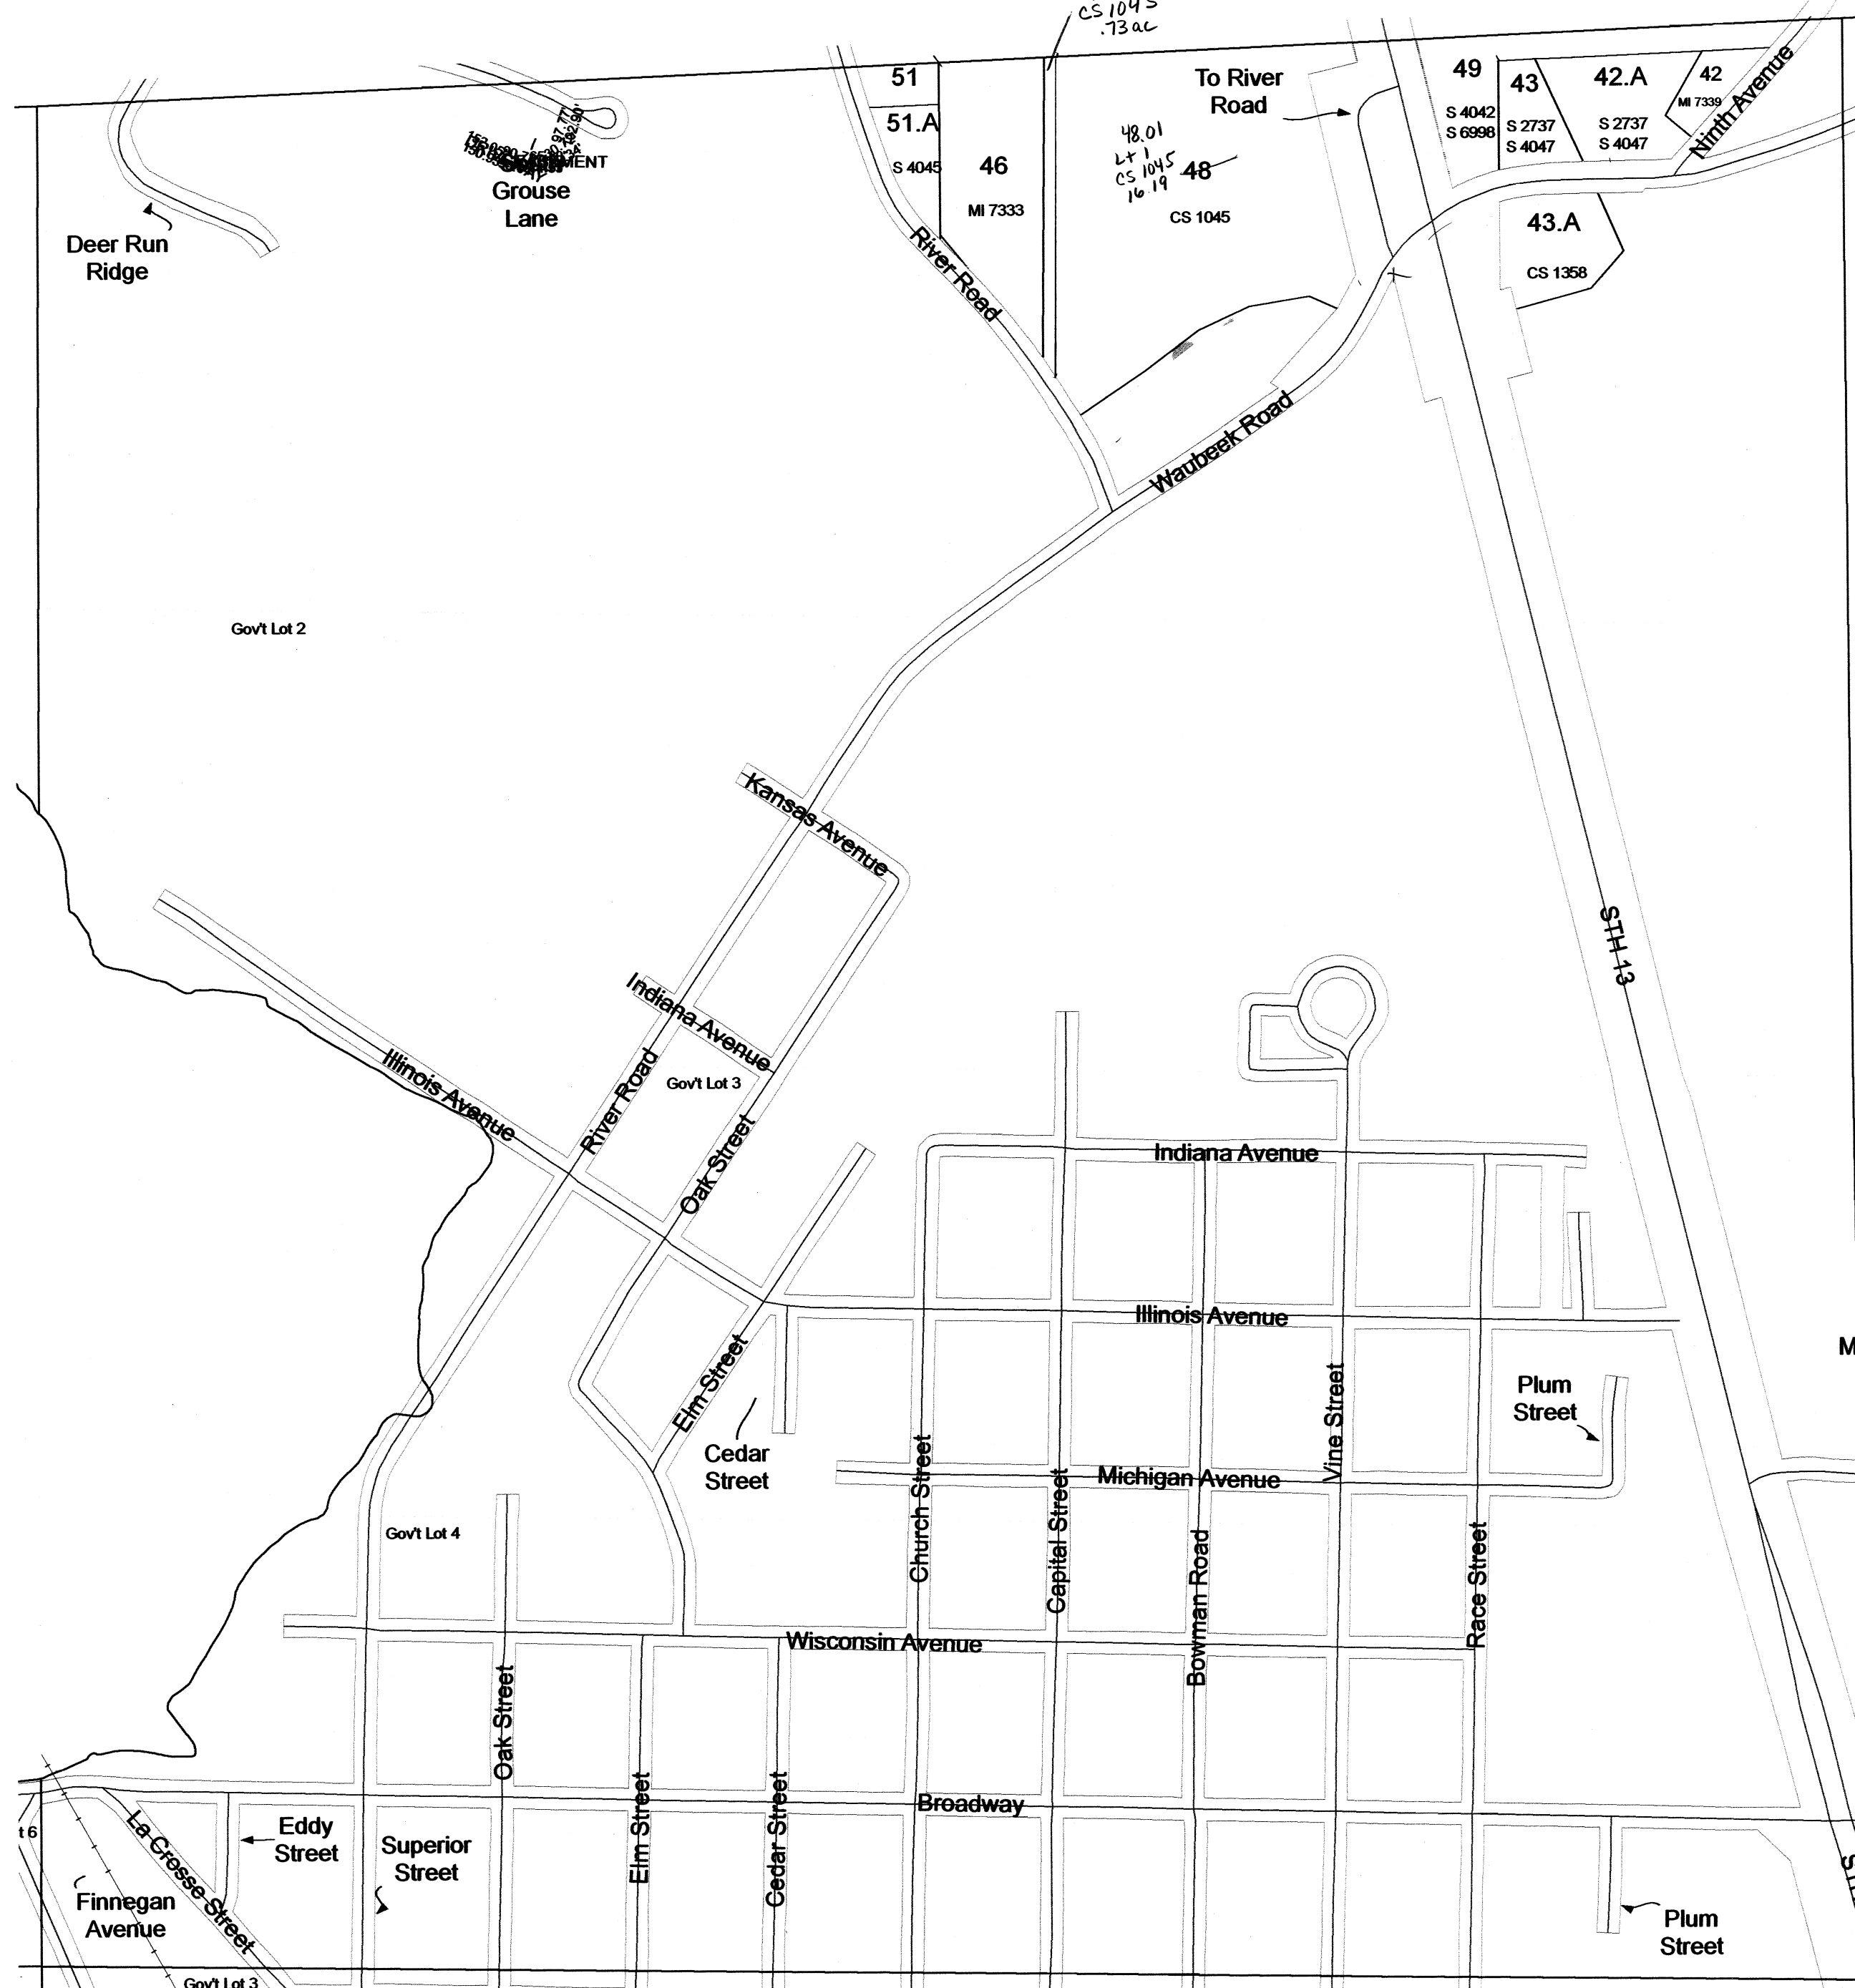 CS 1045
.73 ac
51
51.A
S 4045
46
MI 7333
48.01
Lt 1
CS 1045
16.19
48
CS 1045
To River
Road
49
S 4042
S 6998
43
S 2737
S 4047
42.A
S 2737
S 4047
42
MI 7339
Ninth Avenue
43.A
CS 1358
Grouse
Lane
Deer Run
Ridge
River Road
Waubeek Road
Gov't Lot 2
Kansas Avenue
STH 13
Indiana Avenue
Illinois Avenue
River Road
Gov't Lot 3
Oak Street
Indiana Avenue
Illinois Avenue
Elm Street
Cedar
Street
Vine Street
Plum
Street
M
Church Street
Capital Street
Michigan Avenue
Bowman Road
Race Street
Gov't Lot 4
Wisconsin Avenue
Oak Street
Elm Street
Cedar Street
Broadway
t 6
La Crosse Street
Eddy
Street
Superior
Street
Finnegan
Avenue
Plum
Street
Gov't Lot 3